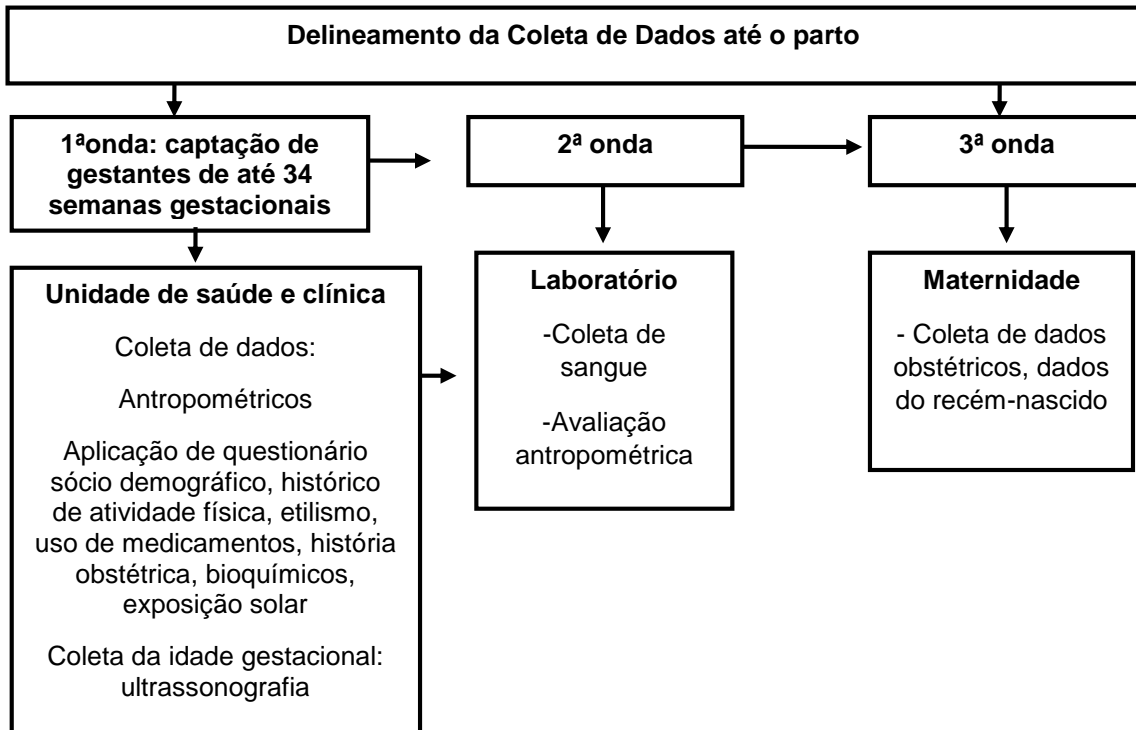 Delineamento da Coleta de Dados até o parto
1ªonda: captação de
gestantes de até 34
semanas gestacionais
2ª onda
3ª onda
Unidade de saúde e clínica
Coleta de dados:
Antropométricos
Aplicação de questionário
sócio demográfico, histórico
de atividade física, etilismo,
uso de medicamentos, história
obstétrica, bioquímicos,
exposição solar
Coleta da idade gestacional:
ultrassonografia
Laboratório
-Coleta de
sangue
-Avaliação
antropométrica
Maternidade
- Coleta de dados
obstétricos, dados
do recém-nascido